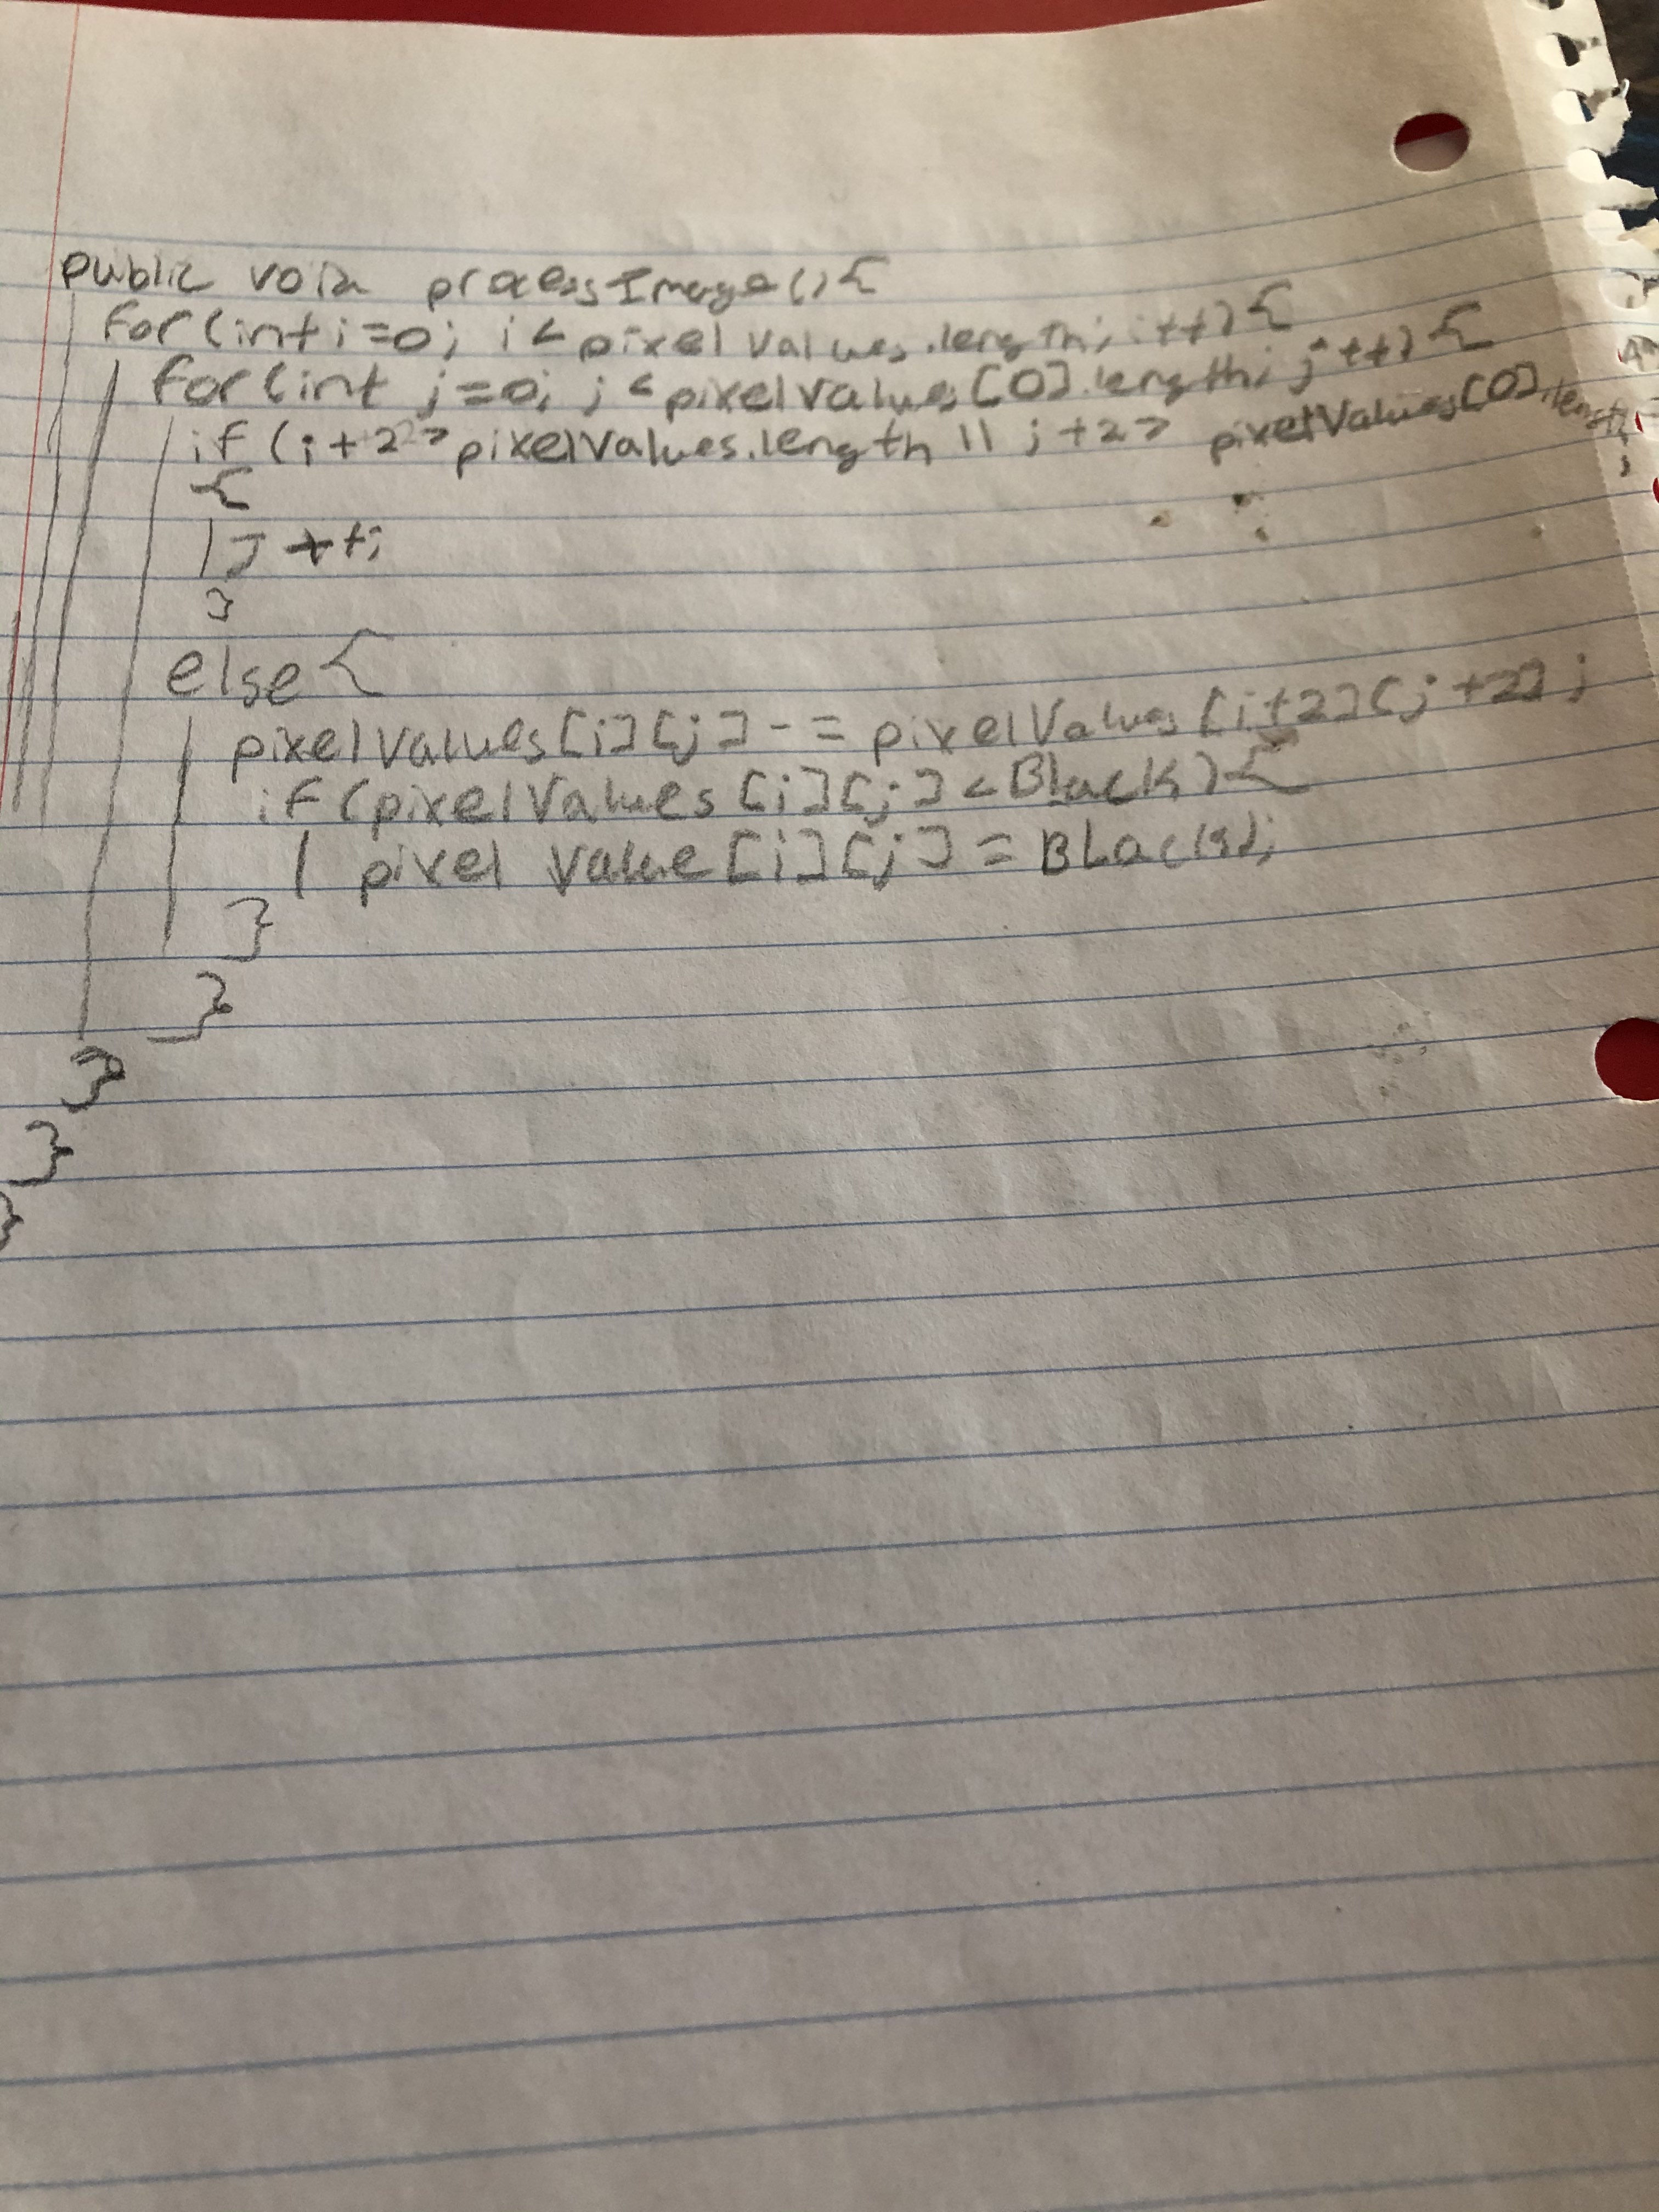 public void processImage(){
for(int i=0; i < pixelValues.length; i++){
for(int j=0; j < pixelValues[0].length; j++){
if (i+2 > pixelValues.length || j+2 > pixelValues[0].length;
{
j++;
}
else{
pixelValues[i][j] -= pixelValues[i+2][j+2];
if(pixelValues[i][j] < Black){
pixel value[i][j] = BLack;
}
}
}
}
}